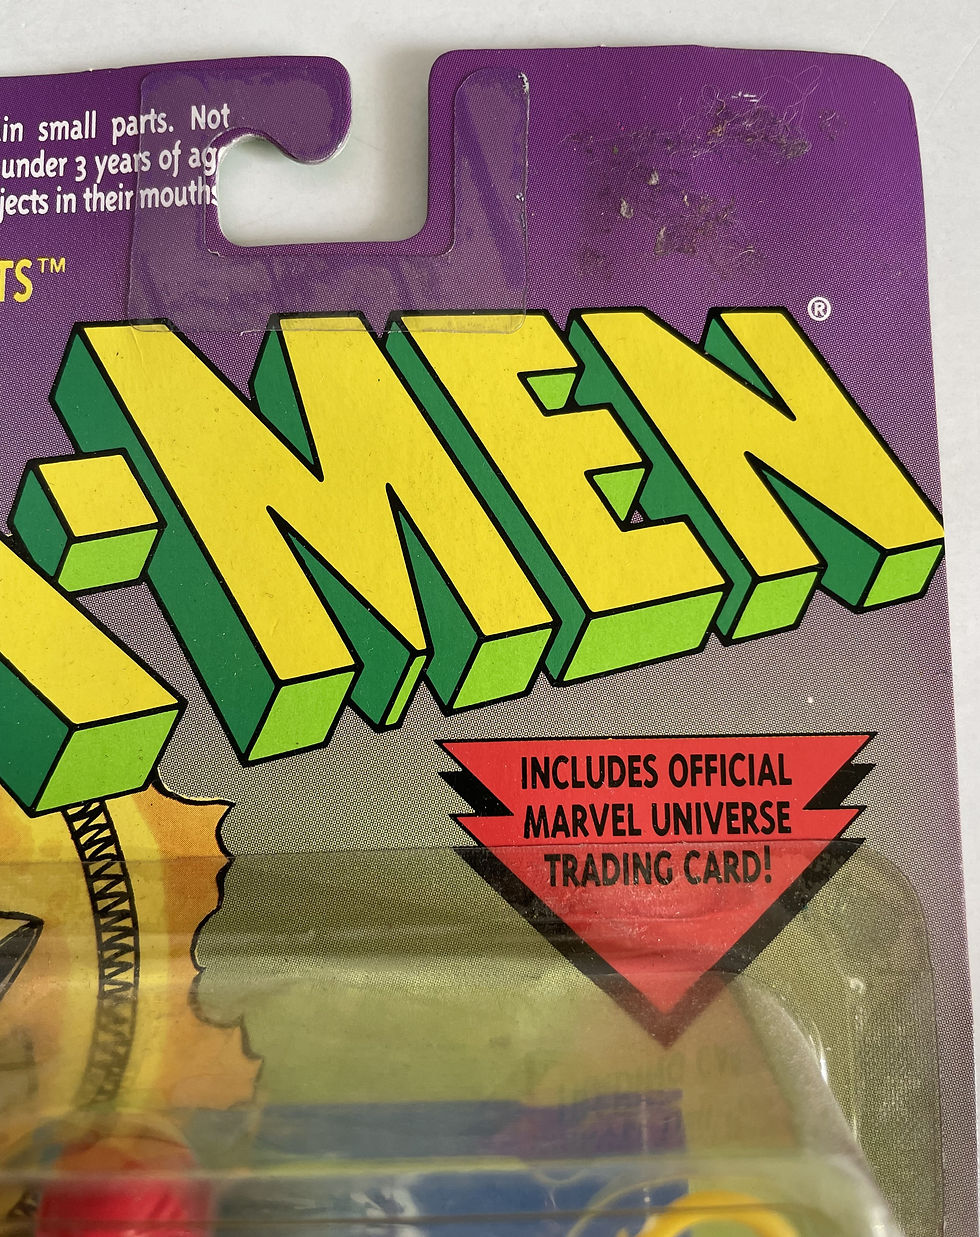 in small parts. Not
under 3 years of age
jects in their mouths
TS™
X-MEN®
INCLUDES OFFICIAL
MARVEL UNIVERSE
TRADING CARD!